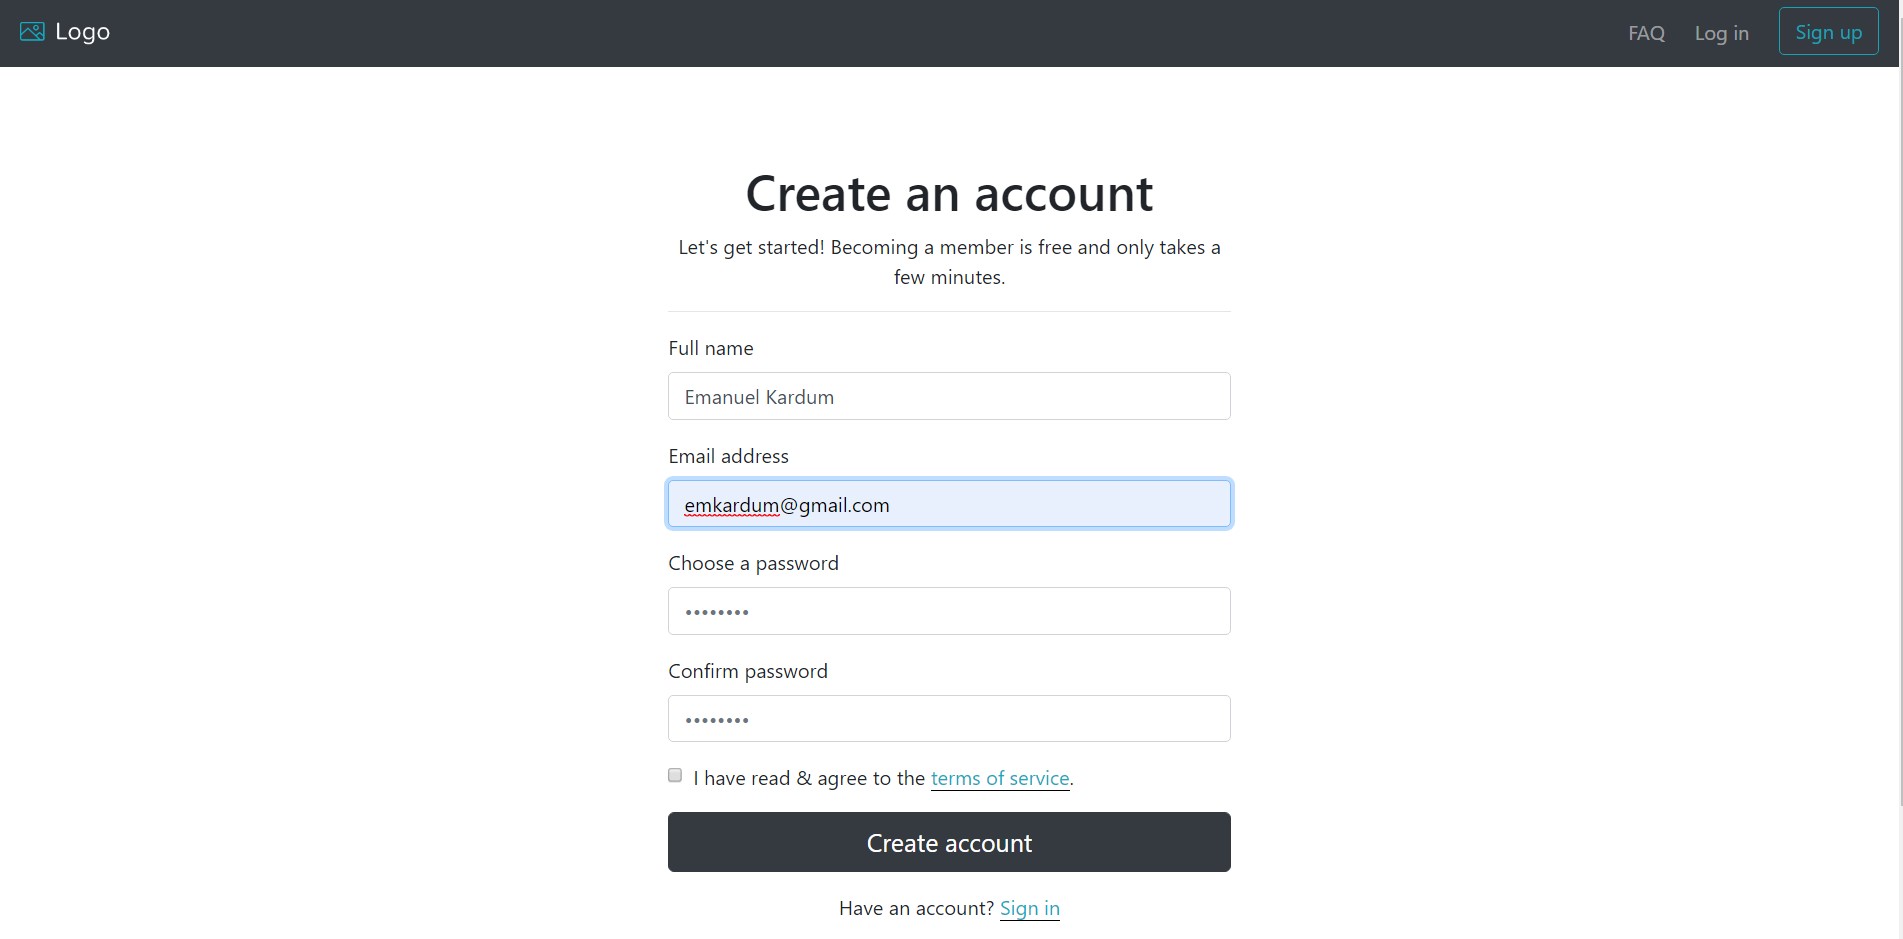 Logo
FAQ
Log in
Sign up
Create an account
Let's get started! Becoming a member is free and only takes a
few minutes.
Full name
Emanuel Kardum
Email address
emkardum@gmail.com
Choose a password
••••••••
Confirm password
••••••••
I have read & agree to the terms of service.
Create account
Have an account? Sign in